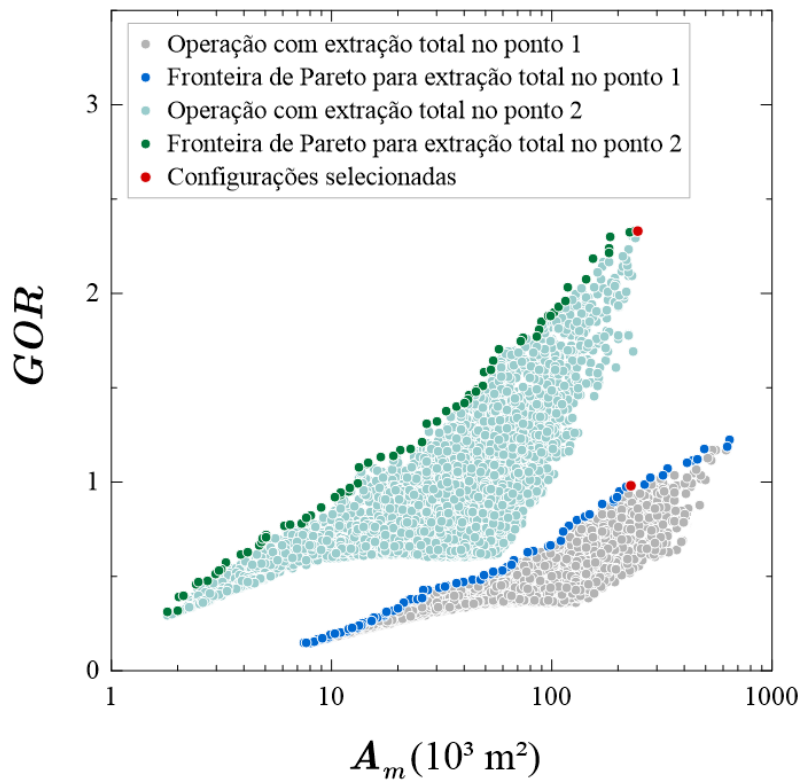 Operação com extração total no ponto 1
Fronteira de Pareto para extração total no ponto 1
Operação com extração total no ponto 2
Fronteira de Pareto para extração total no ponto 2
Configurações selecionadas
3
2
1
0
GOR
1 10 100 1000
Aₘ (10³ m²)